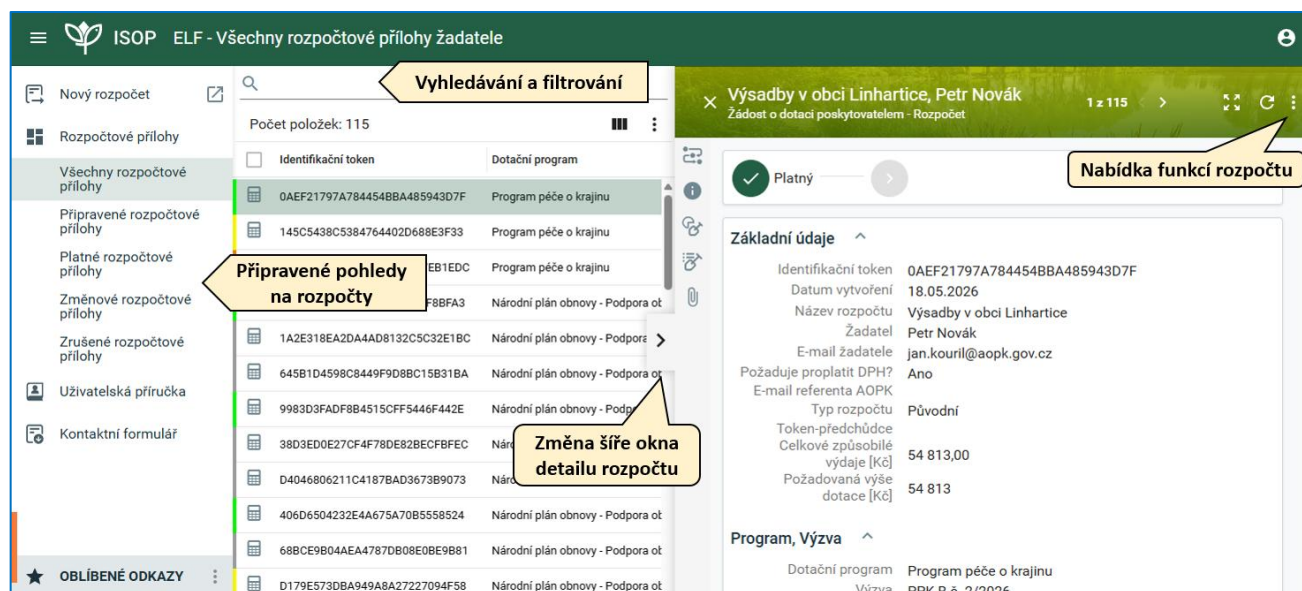 ISOP ELF - Všechny rozpočtové přílohy žadatele
Nový rozpočet
Rozpočtové přílohy
Všechny rozpočtové
přílohy
Připravené rozpočtové
přílohy
Platné rozpočtové
přílohy
Změnové rozpočtové
přílohy
Zrušené rozpočtové
přílohy
Uživatelská příručka
Kontaktní formulář
OBLÍBENÉ ODKAZY
Vyhledávání a filtrování
Počet položek: 115
Identifikační token Dotační program
0AEF21797A784454BBA485943D7F Program péče o krajinu
145C5438C5384764402D688E3F33 Program péče o krajinu
EB1EDC Program péče o krajinu
F8BFA3 Národní plán obnovy - Podpora ob
1A2E318EA2DA4AD8132C5C32E1BC Národní plán obnovy - Podpora
645B1D4598C8449F9D8BC15B31BA Národní plán obnovy - Podpora ob
9983D3FADF8B4515CFF5446F442E Národní plán obnovy - Podpo
38D3ED0E27CF4F78DE82BECFBFEC Náro
D4046806211C4187BAD3673B9073 Náro
406D6504232E4A675A70B5558524 Národní plán obnovy - Podpora ob
68BCE9B04AEA4787DB08E0BE9B81 Národní plán obnovy - Podpora ob
D179E573DBA949A8A27227094F58 Národní plán obnovy - Podpora ob
Připravené pohledy
na rozpočty
Změna šíře okna
detailu rozpočtu
Výsadby v obci Linhartice, Petr Novák
Žádost o dotaci poskytovatelem - Rozpočet
1 z 115
Nabídka funkcí rozpočtu
Platný
Základní údaje
Identifikační token 0AEF21797A784454BBA485943D7F
Datum vytvoření 18.05.2026
Název rozpočtu Výsadby v obci Linhartice
Žadatel Petr Novák
E-mail žadatele jan.kouril@aopk.gov.cz
Požaduje proplatit DPH? Ano
E-mail referenta AOPK
Typ rozpočtu Původní
Token-předchůdce
Celkové způsobilé
výdaje [Kč] 54 813,00
Požadovaná výše
dotace [Kč] 54 813
Program, Výzva
Dotační program Program péče o krajinu
Výzva PPK B č. 2/2026